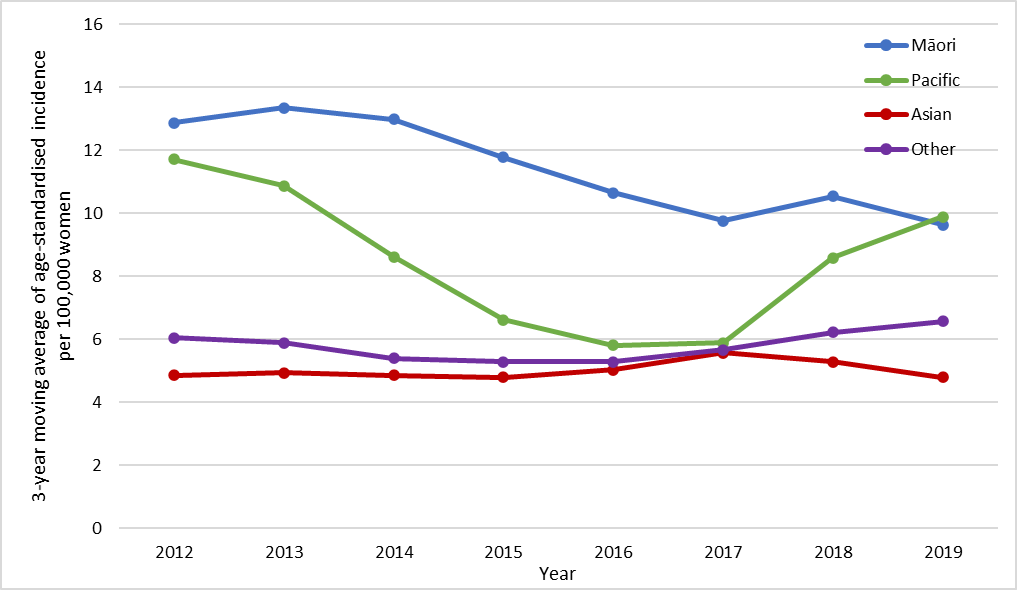 16
14
12
10
8
6
4
2
0
3-year moving average of age-standardised incidence
per 100,000 women
Māori
Pacific
Asian
Other
2012 2013 2014 2015 2016 2017 2018 2019
Year